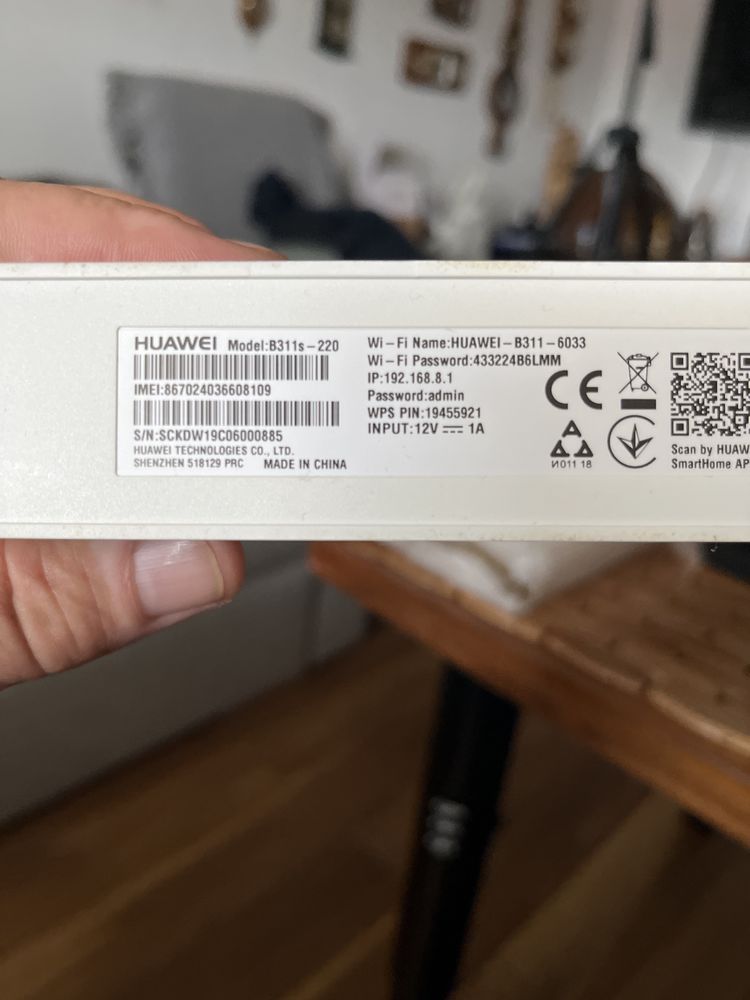 HUAWEI Model:B311s-220
IMEI:867024036608109
S/N:SCKDW19C06000885
HUAWEI TECHNOLOGIES CO., LTD.
SHENZHEN 518129 PRC MADE IN CHINA
Wi-Fi Name:HUAWEI-B311-6033
Wi-Fi Password:433224B6LMM
IP:192.168.8.1
Password:admin
WPS PIN:19455921
INPUT:12V ⎓ 1A
CE
И011 18
Scan by HUAW
SmartHome AP